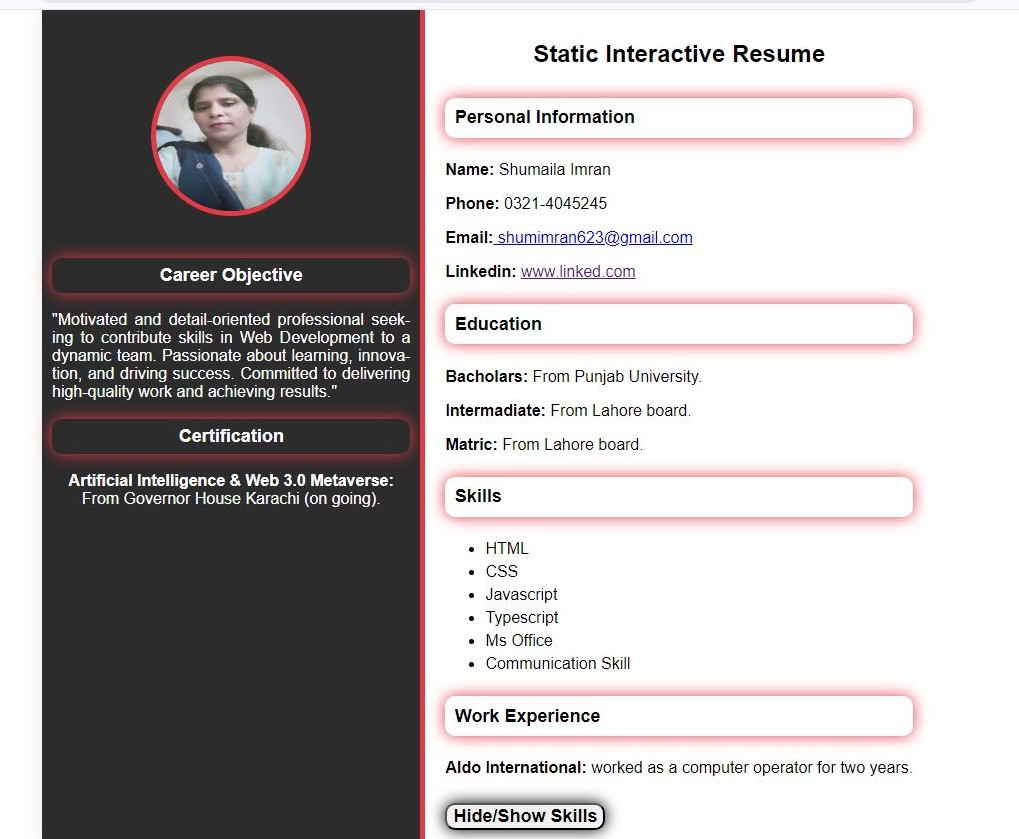 Career Objective
"Motivated and detail-oriented professional seek-
ing to contribute skills in Web Development to a
dynamic team. Passionate about learning, innova-
tion, and driving success. Committed to delivering
high-quality work and achieving results."
Certification
Artificial Intelligence & Web 3.0 Metaverse:
From Governor House Karachi (on going).
Static Interactive Resume
Personal Information
Name: Shumaila Imran
Phone: 0321-4045245
Email: shumimran623@gmail.com
Linkedin: www.linked.com
Education
Bacholars: From Punjab University.
Intermadiate: From Lahore board.
Matric: From Lahore board.
Skills
• HTML
• CSS
• Javascript
• Typescript
• Ms Office
• Communication Skill
Work Experience
Aldo International: worked as a computer operator for two years.
Hide/Show Skills